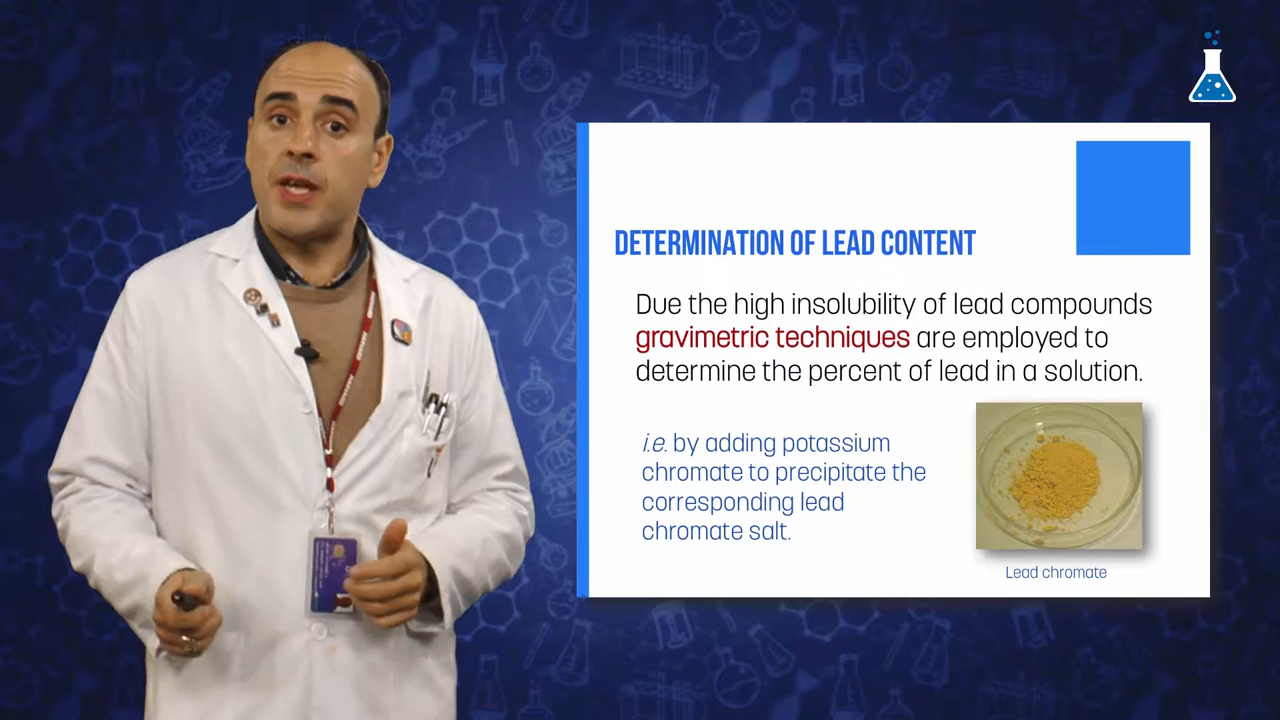 DETERMINATION OF LEAD CONTENT
Due the high insolubility of lead compounds
gravimetric techniques are employed to
determine the percent of lead in a solution.
i.e. by adding potassium
chromate to precipitate the
corresponding lead
chromate salt.
Lead chromate